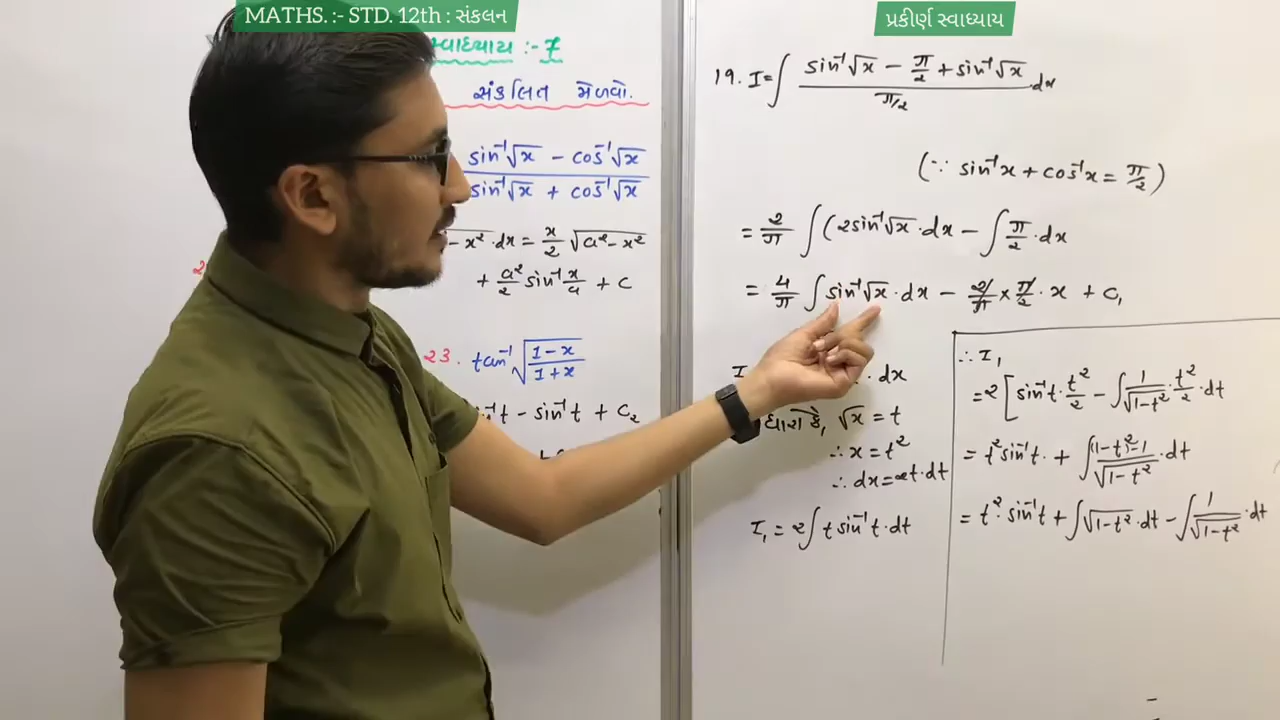 MATHS. :- STD. 12th : સંકલન
પ્રકીર્ણ સ્વાધ્યાય
સ્વાધ્યાય :- 7
સંકલિત મેળવો.
sin⁻¹√x − cos⁻¹√x
sin⁻¹√x + cos⁻¹√x
− x² · dx = x/2 √a² − x²
+ a²/2 sin⁻¹ x/a + c
23. tan⁻¹ √(1−x)/(1+x)
t − sin⁻¹t + C₂
19. I = ∫ (sin⁻¹√x − π/2 + sin⁻¹√x)/(π/2) · dx
(∵ sin⁻¹x + cos⁻¹x = π/2)
= 2/π ∫ (2sin⁻¹√x · dx − ∫ π/2 · dx
= 4/π ∫ sin⁻¹√x · dx − 2/π × π/2 · x + C₁
I
· dx
ધારો કે, √x = t
∴ x = t²
∴ dx = 2t · dt
I₁ = 2∫ t sin⁻¹t · dt
∴ I₁
= 2[sin⁻¹t · t²/2 − ∫ 1/√1−t² · t²/2 · dt
= t² sin⁻¹t · + ∫ (1−t)²−1/√1−t² · dt
= t² · sin⁻¹t + ∫ √1−t² · dt − ∫ 1/√1−t² · dt